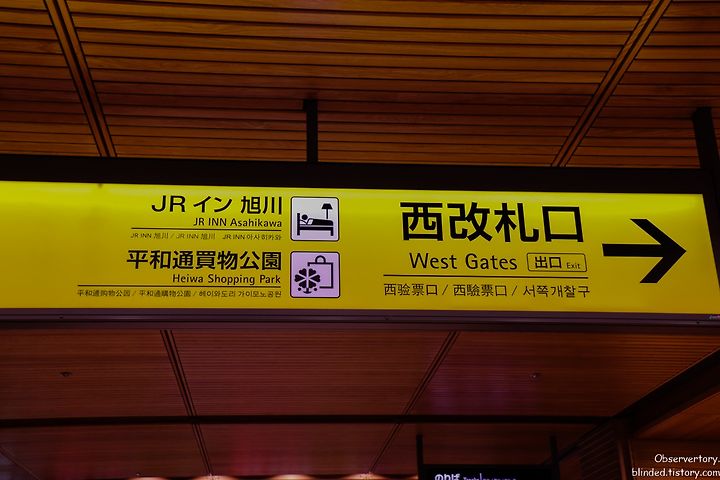 JR イン 旭川
JR INN Asahikawa
JR INN 旭川 / JR INN 旭川 JR INN 아사히카와
平和通買物公園
Heiwa Shopping Park
平和通购物公园 / 平和通購物公園 / 헤이와도리 가이모노공원
西改札口
West Gates 出口 Exit
西验票口 / 西驗票口 / 서쪽개찰구
のりば
Observertory.
blinded.tistory.com